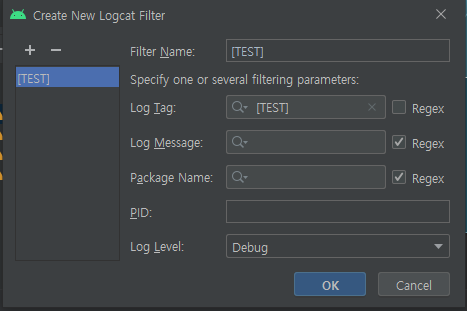 Create New Logcat Filter
Filter Name: [TEST]
[TEST]
Specify one or several filtering parameters:
Log Tag: [TEST] Regex
Log Message: Regex
Package Name: Regex
PID:
Log Level: Debug
OK Cancel